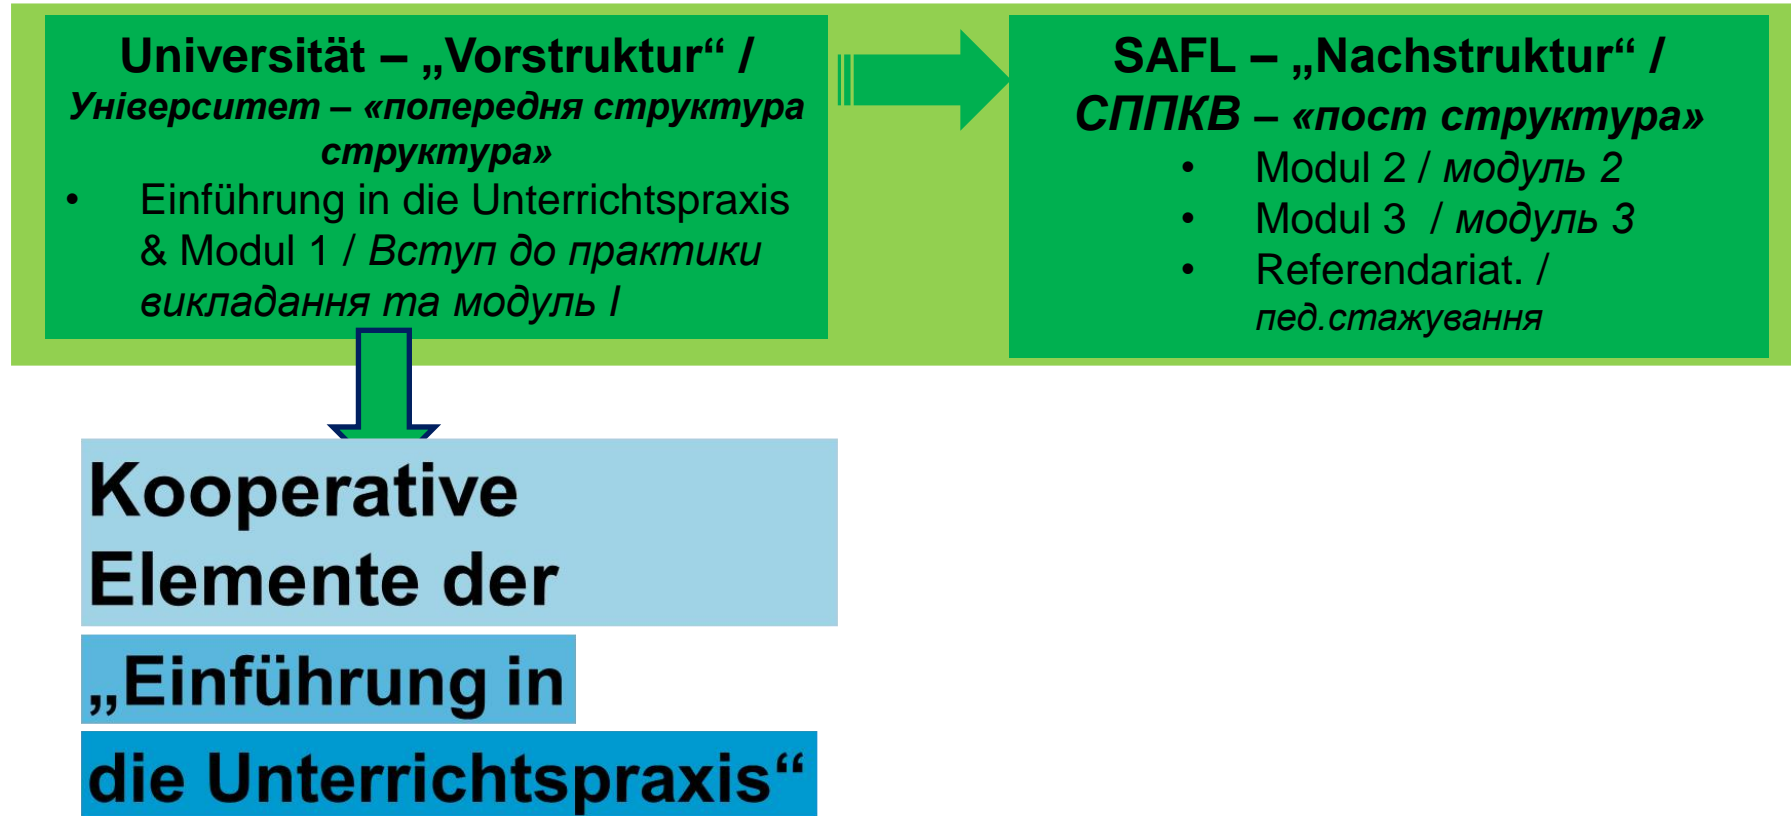 Universität – „Vorstruktur“ /
Університет – «попередня структура
структура»
• Einführung in die Unterrichtspraxis
& Modul 1 / Вступ до практики
викладання та модуль І
SAFL – „Nachstruktur“ /
СППКВ – «пост структура»
• Modul 2 / модуль 2
• Modul 3 / модуль 3
• Referendariat. /
пед.стажування
Kooperative
Elemente der
„Einführung in
die Unterrichtspraxis“